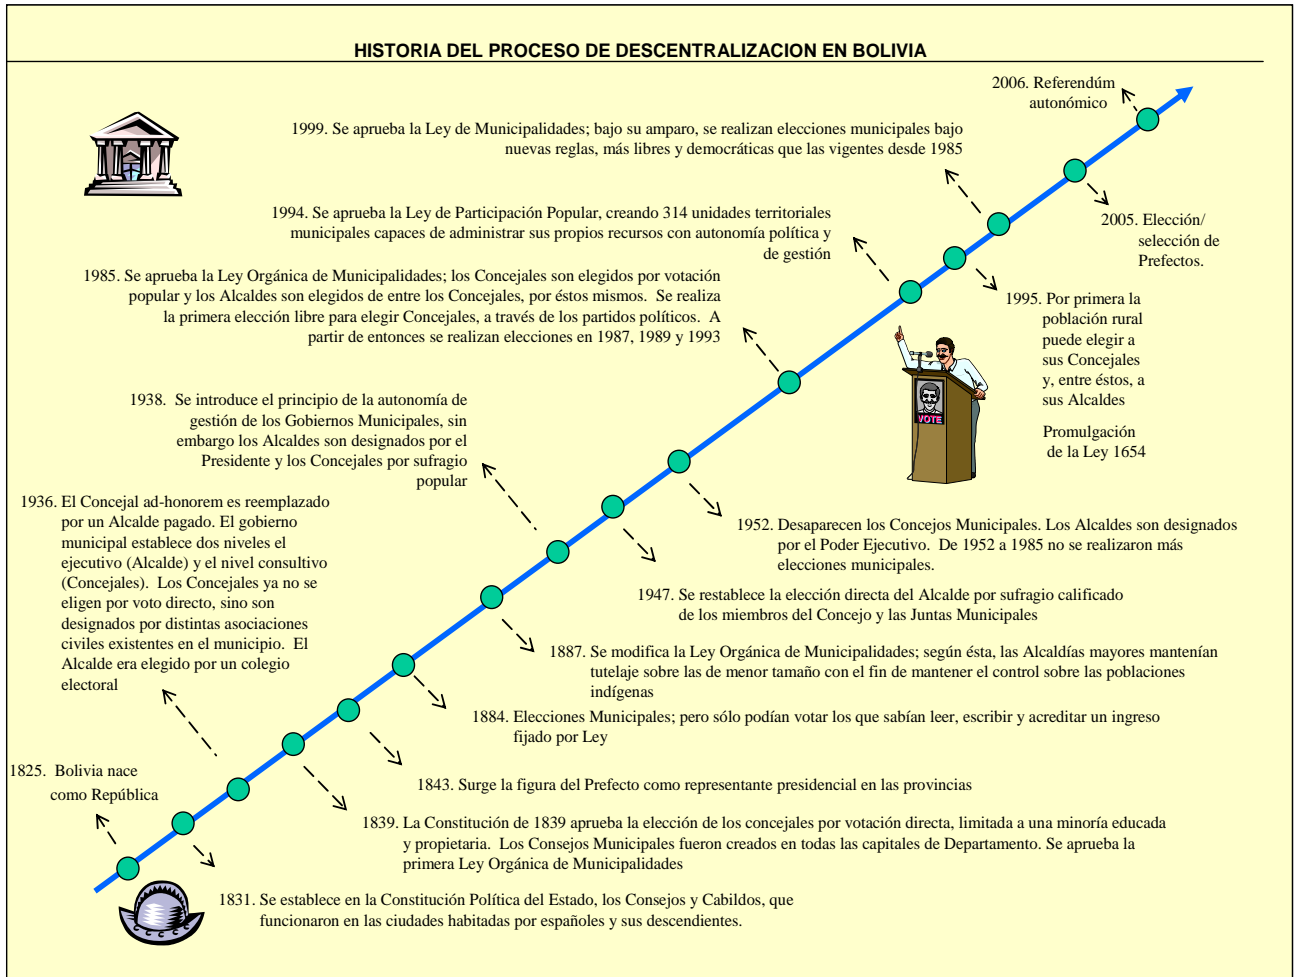 HISTORIA DEL PROCESO DE DESCENTRALIZACION EN BOLIVIA
2006. Referendúm
autonómico
1999. Se aprueba la Ley de Municipalidades; bajo su amparo, se realizan elecciones municipales bajo
nuevas reglas, más libres y democráticas que las vigentes desde 1985
2005. Elección/
selección de
Prefectos.
1994. Se aprueba la Ley de Participación Popular, creando 314 unidades territoriales
municipales capaces de administrar sus propios recursos con autonomía política y
de gestión
1985. Se aprueba la Ley Orgánica de Municipalidades; los Concejales son elegidos por votación
popular y los Alcaldes son elegidos de entre los Concejales, por éstos mismos. Se realiza
la primera elección libre para elegir Concejales, a través de los partidos políticos. A
partir de entonces se realizan elecciones en 1987, 1989 y 1993
1995. Por primera la
población rural
puede elegir a
sus Concejales
y, entre éstos, a
sus Alcaldes
Promulgación
de la Ley 1654
VOTE
1938. Se introduce el principio de la autonomía de
gestión de los Gobiernos Municipales, sin
embargo los Alcaldes son designados por el
Presidente y los Concejales por sufragio
popular
1936. El Concejal ad-honorem es reemplazado
por un Alcalde pagado. El gobierno
municipal establece dos niveles el
ejecutivo (Alcalde) y el nivel consultivo
(Concejales). Los Concejales ya no se
eligen por voto directo, sino son
designados por distintas asociaciones
civiles existentes en el municipio. El
Alcalde era elegido por un colegio
electoral
1952. Desaparecen los Concejos Municipales. Los Alcaldes son designados
por el Poder Ejecutivo. De 1952 a 1985 no se realizaron más
elecciones municipales.
1947. Se restablece la elección directa del Alcalde por sufragio calificado
de los miembros del Concejo y las Juntas Municipales
1887. Se modifica la Ley Orgánica de Municipalidades; según ésta, las Alcaldías mayores mantenían
tutelaje sobre las de menor tamaño con el fin de mantener el control sobre las poblaciones
indígenas
1884. Elecciones Municipales; pero sólo podían votar los que sabían leer, escribir y acreditar un ingreso
fijado por Ley
1825. Bolivia nace
como República
1843. Surge la figura del Prefecto como representante presidencial en las provincias
1839. La Constitución de 1839 aprueba la elección de los concejales por votación directa, limitada a una minoría educada
y propietaria. Los Consejos Municipales fueron creados en todas las capitales de Departamento. Se aprueba la
primera Ley Orgánica de Municipalidades
1831. Se establece en la Constitución Política del Estado, los Consejos y Cabildos, que
funcionaron en las ciudades habitadas por españoles y sus descendientes.